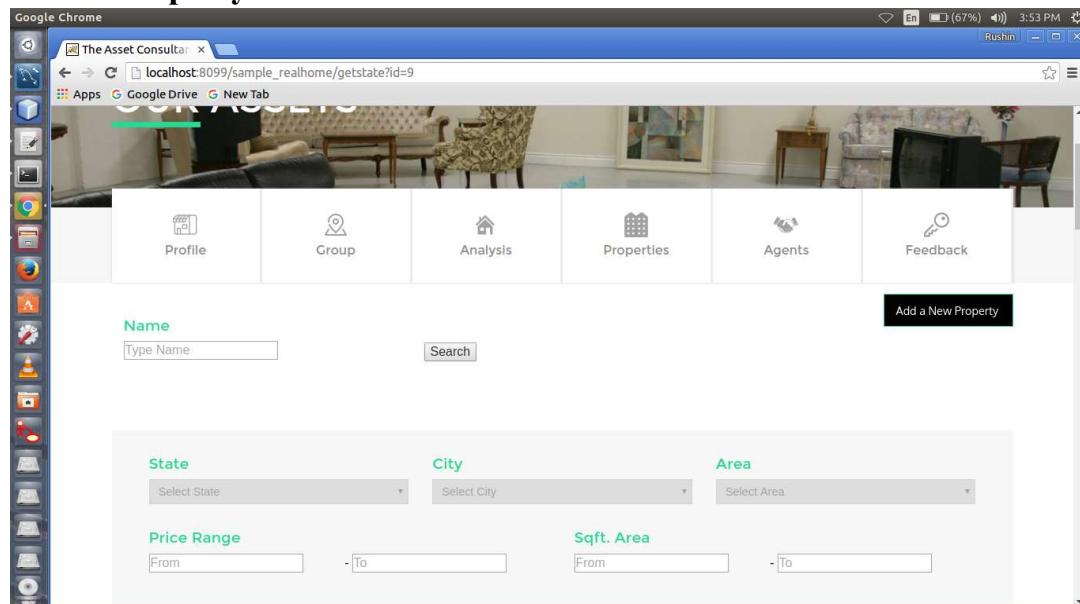 Google Chrome En (67%) 3:53 PM
Rushin
The Asset Consultan ×
localhost:8099/sample_realhome/getstate?id=9
Apps Google Drive New Tab
OUR ASSETS
Profile Group Analysis Properties Agents Feedback
Add a New Property
Name
Type Name Search
State City Area
Select State Select City Select Area
Price Range Sqft. Area
From - To From - To